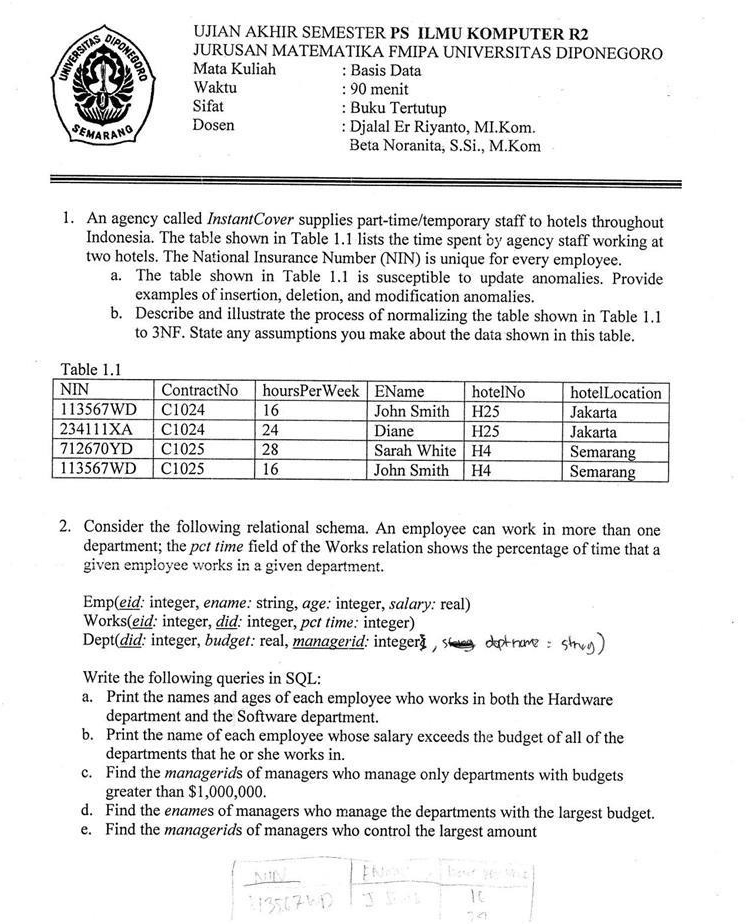 UNIVERSITAS DIPONEGORO
SEMARANG
UJIAN AKHIR SEMESTER PS ILMU KOMPUTER R2
JURUSAN MATEMATIKA FMIPA UNIVERSITAS DIPONEGORO
Mata Kuliah : Basis Data
Waktu : 90 menit
Sifat : Buku Tertutup
Dosen : Djalal Er Riyanto, MI.Kom.
Beta Noranita, S.Si., M.Kom
1. An agency called InstantCover supplies part-time/temporary staff to hotels throughout
Indonesia. The table shown in Table 1.1 lists the time spent by agency staff working at
two hotels. The National Insurance Number (NIN) is unique for every employee.
a. The table shown in Table 1.1 is susceptible to update anomalies. Provide
examples of insertion, deletion, and modification anomalies.
b. Describe and illustrate the process of normalizing the table shown in Table 1.1
to 3NF. State any assumptions you make about the data shown in this table.
Table 1.1
NIN ContractNo hoursPerWeek EName hotelNo hotelLocation
113567WD C1024 16 John Smith H25 Jakarta
234111XA C1024 24 Diane H25 Jakarta
712670YD C1025 28 Sarah White H4 Semarang
113567WD C1025 16 John Smith H4 Semarang
2. Consider the following relational schema. An employee can work in more than one
department; the pct time field of the Works relation shows the percentage of time that a
given employee works in a given department.
Emp(eid: integer, ename: string, age: integer, salary: real)
Works(eid: integer, did: integer, pct time: integer)
Dept(did: integer, budget: real, managerid: integer, deptname : string)
Write the following queries in SQL:
a. Print the names and ages of each employee who works in both the Hardware
department and the Software department.
b. Print the name of each employee whose salary exceeds the budget of all of the
departments that he or she works in.
c. Find the managerids of managers who manage only departments with budgets
greater than $1,000,000.
d. Find the enames of managers who manage the departments with the largest budget.
e. Find the managerids of managers who control the largest amount
NIN